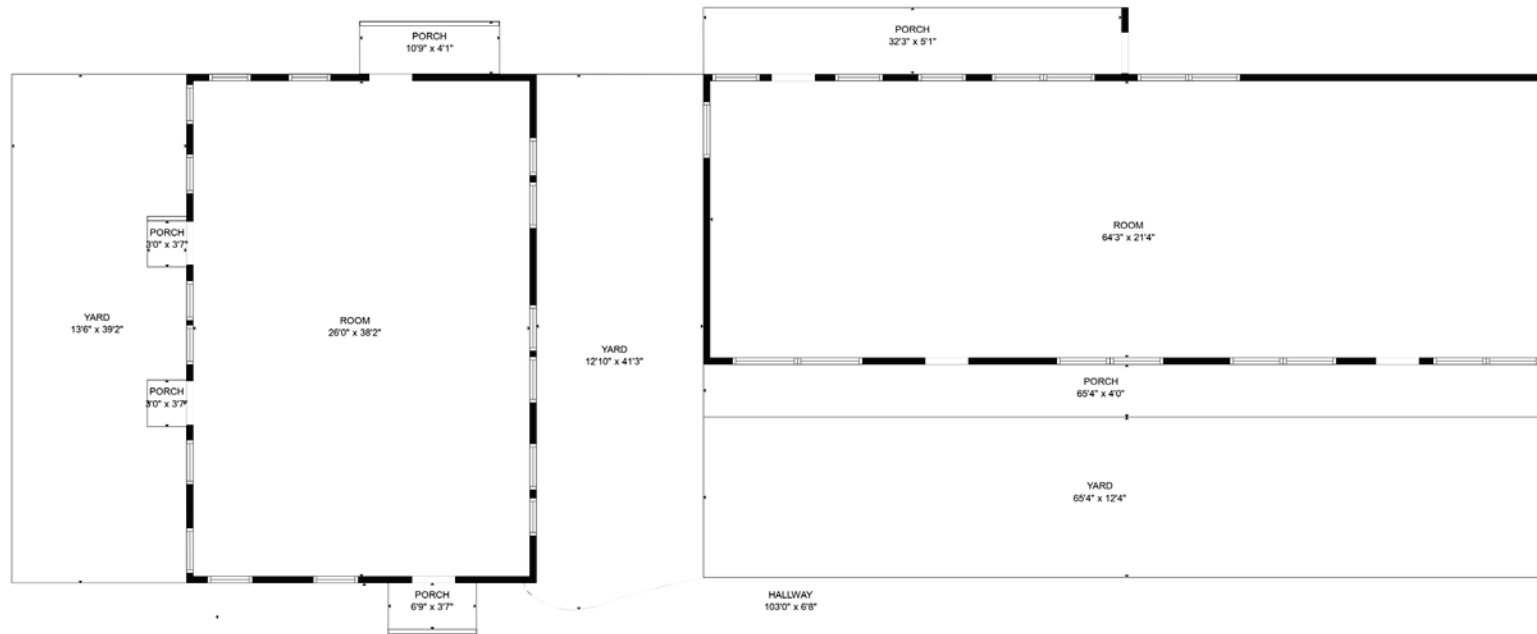 PORCH
10'9" x 4'1"
PORCH
32'3" x 5'1"
PORCH
3'0" x 3'7"
ROOM
64'3" x 21'4"
YARD
13'6" x 39'2"
ROOM
26'0" x 38'2"
YARD
12'10" x 41'3"
PORCH
3'0" x 3'7"
PORCH
65'4" x 4'0"
YARD
65'4" x 12'4"
PORCH
6'9" x 3'7"
HALLWAY
103'0" x 6'8"